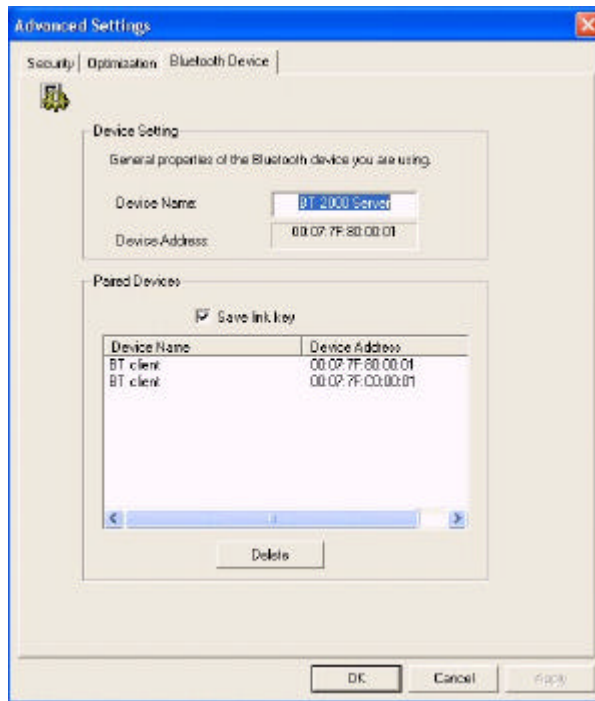 Advanced Settings
Security Optimization Bluetooth Device
Device Setting
General properties of the Bluetooth device you are using.
Device Name: BT 2000 Server
Device Address: 00:07:7F:80:00:01
Paired Devices
Save link key
Device Name Device Address
BT client 00:07:7F:80:00:01
BT client 00:07:7F:C0:00:01
Delete
OK Cancel Apply